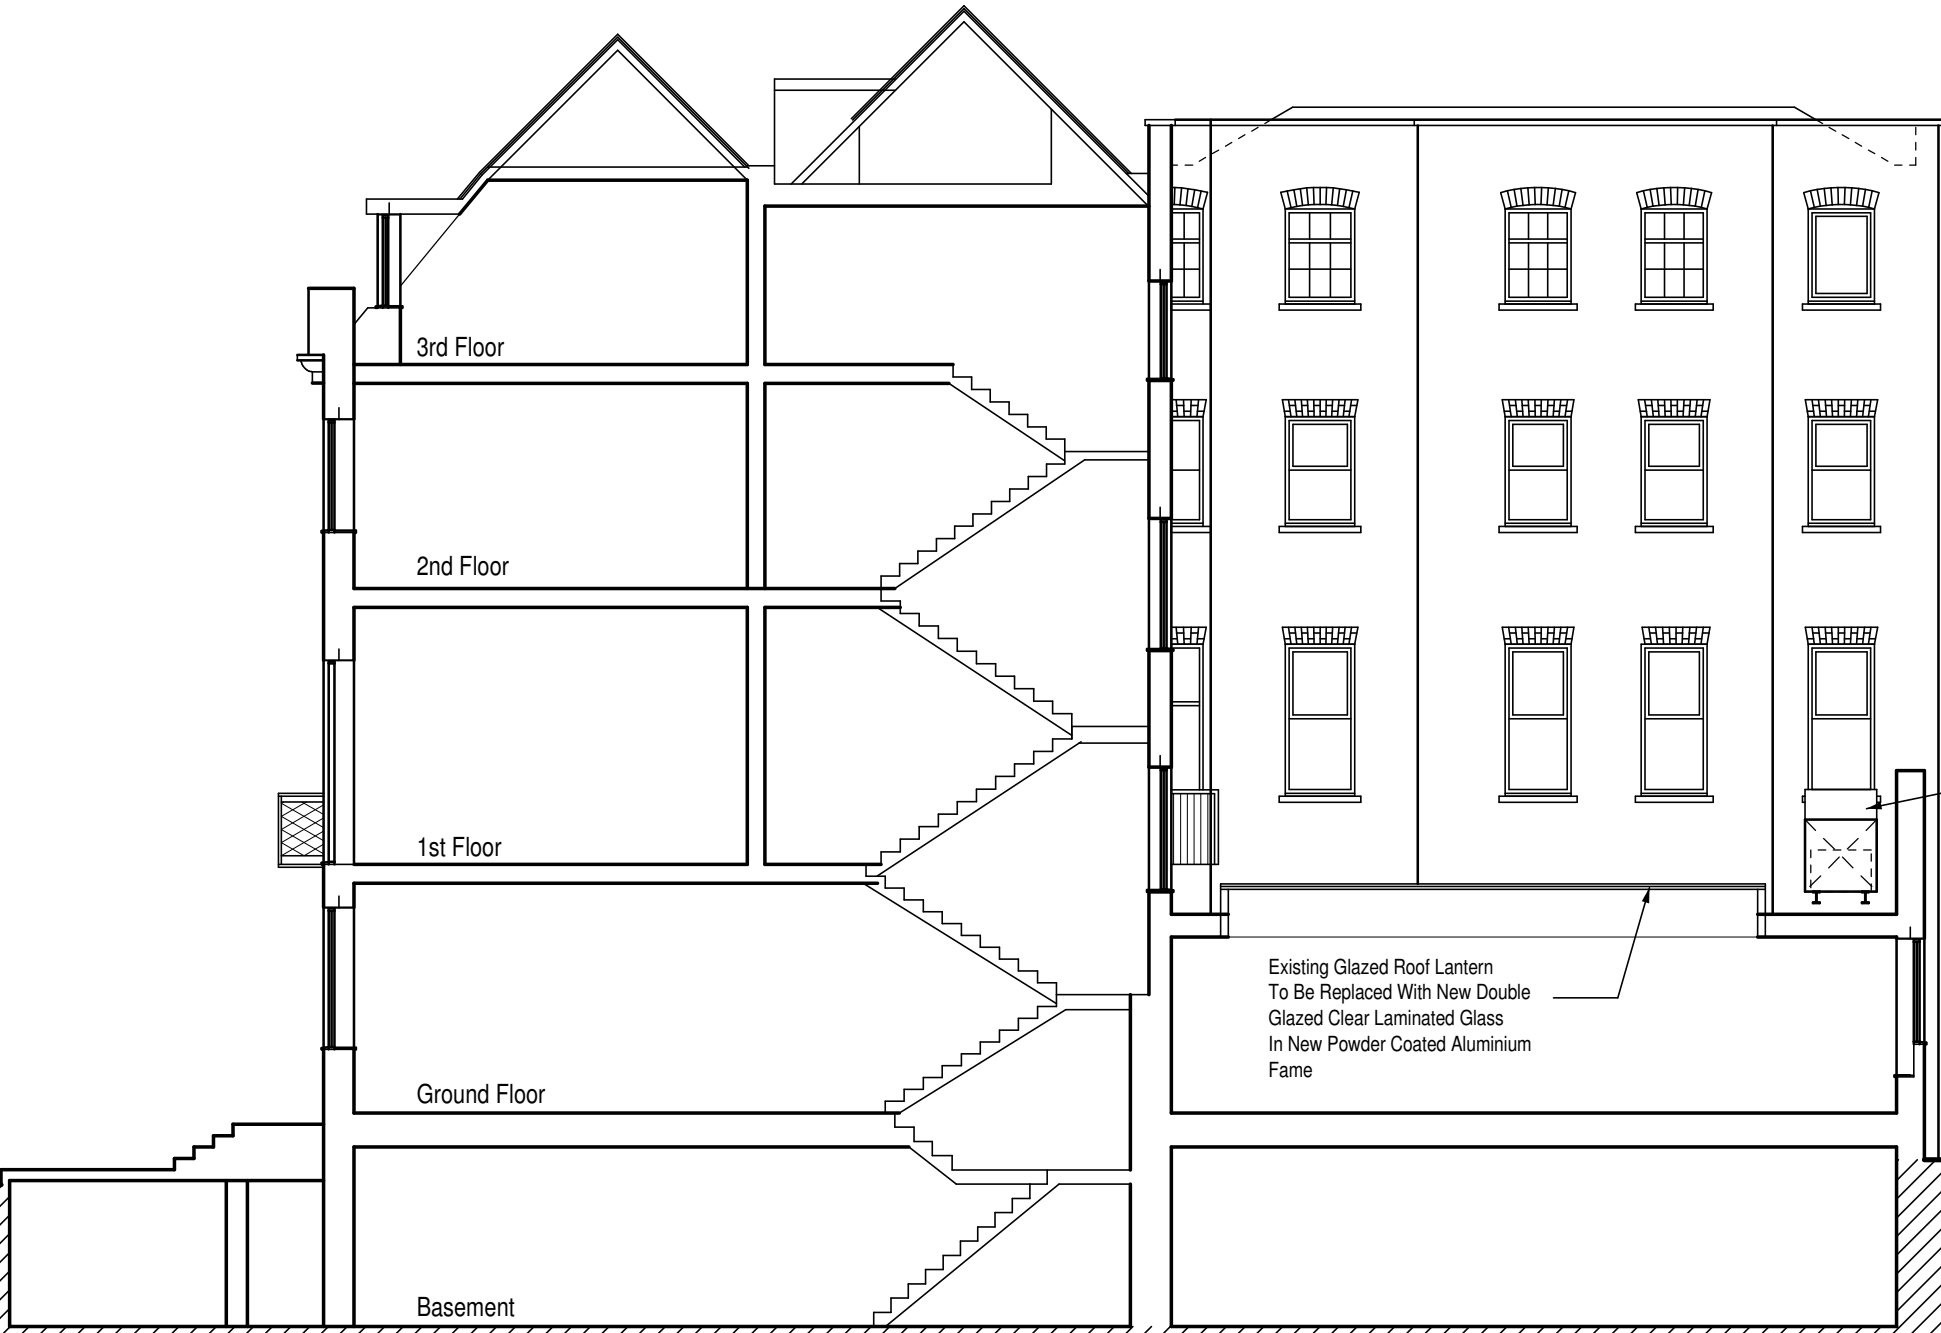 3rd Floor
2nd Floor
1st Floor
Existing Glazed Roof Lantern
To Be Replaced With New Double
Glazed Clear Laminated Glass
In New Powder Coated Aluminium
Fame
Ground Floor
Basement